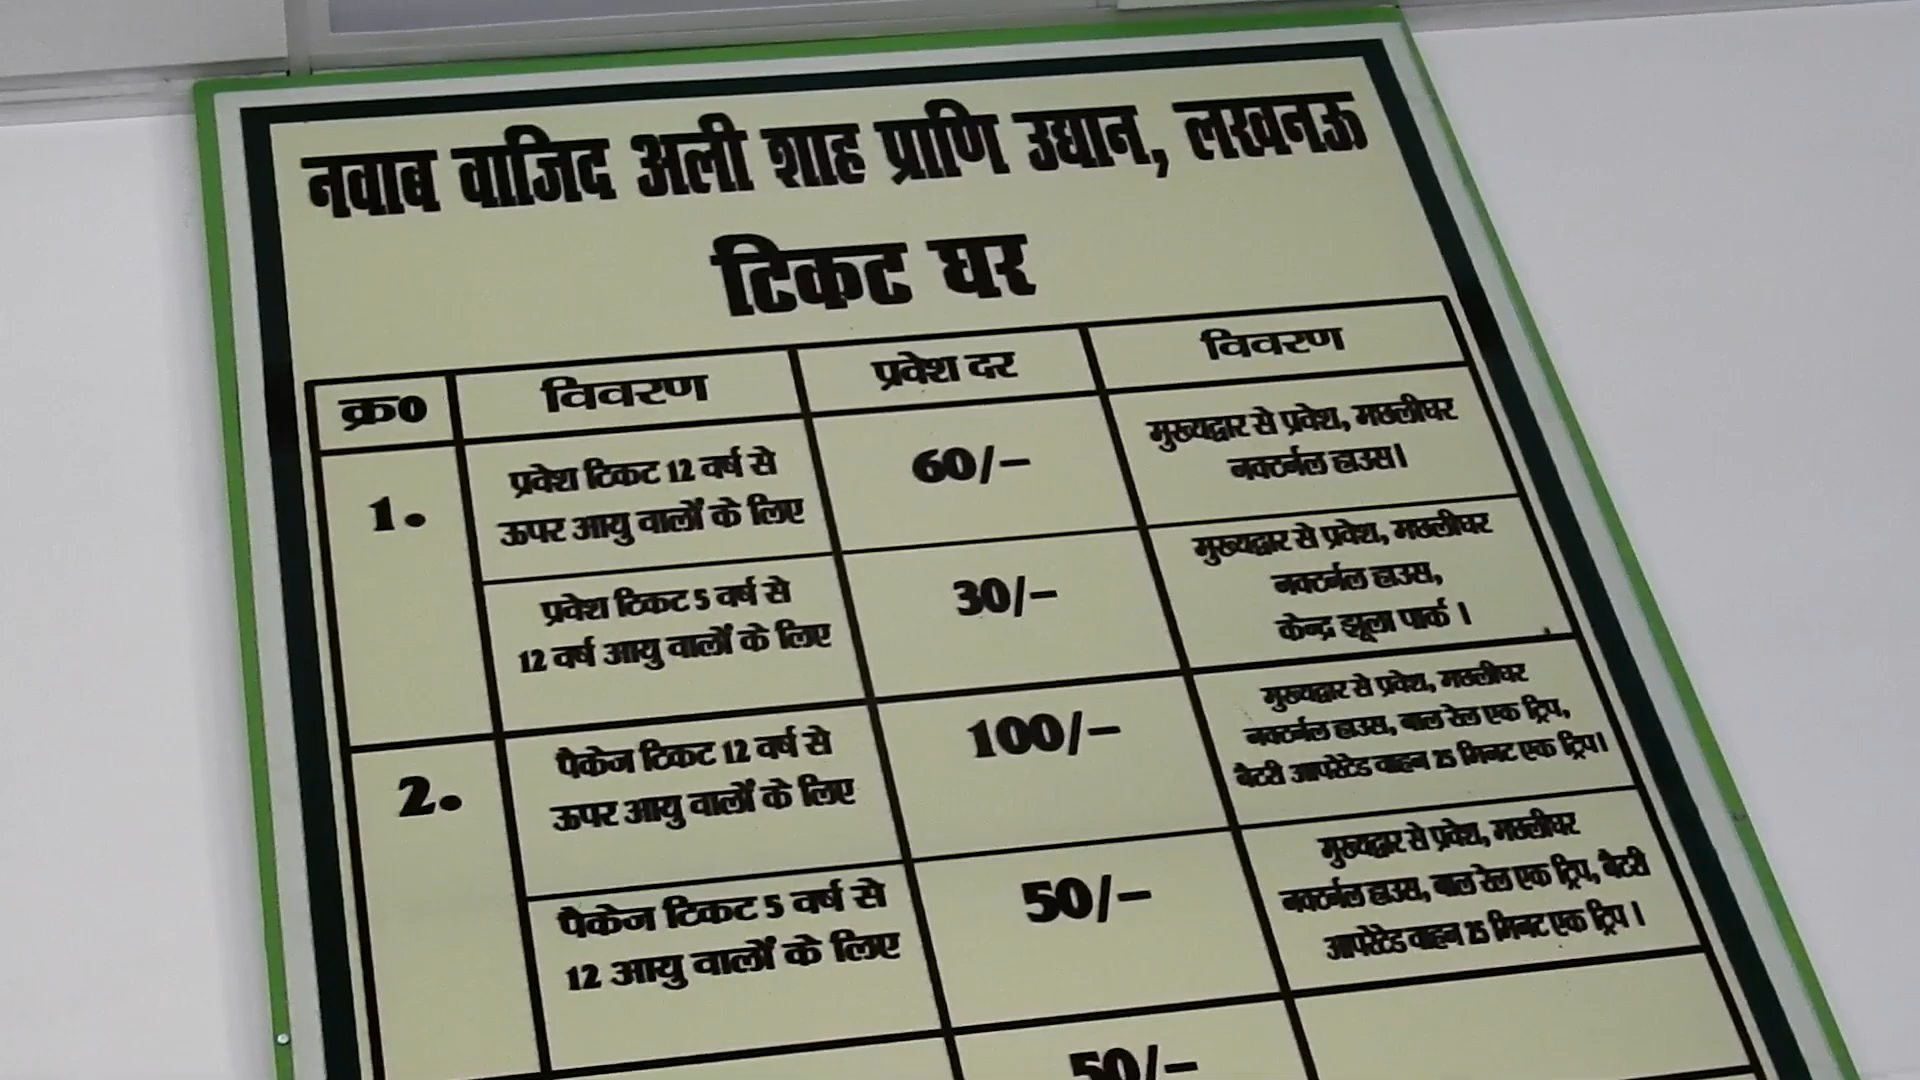 नवाब वाजिद अली शाह प्राणि उद्यान, लखनऊ
टिकट घर
क्र० विवरण प्रवेश दर विवरण
1. प्रवेश टिकट 12 वर्ष से
ऊपर आयु वालों के लिए
60/-
मुख्यद्वार से प्रवेश, मछलीघर
नक्टर्नल हाउस।
प्रवेश टिकट 5 वर्ष से
12 वर्ष आयु वालों के लिए
30/-
मुख्यद्वार से प्रवेश, मछलीघर
नक्टर्नल हाउस,
केन्द्र झूला पार्क ।
2. पैकेज टिकट 12 वर्ष से
ऊपर आयु वालों के लिए
100/-
मुख्यद्वार से प्रवेश, मछलीघर
नक्टर्नल हाउस, बाल रेल एक ट्रिप,
बैटरी आपरेटेड वाहन 25 मिनट एक ट्रिप।
पैकेज टिकट 5 वर्ष से
12 आयु वालों के लिए
50/-
मुख्यद्वार से प्रवेश, मछलीघर
नक्टर्नल हाउस, बाल रेल एक ट्रिप, बैटरी
आपरेटेड वाहन 25 मिनट एक ट्रिप ।
50/-